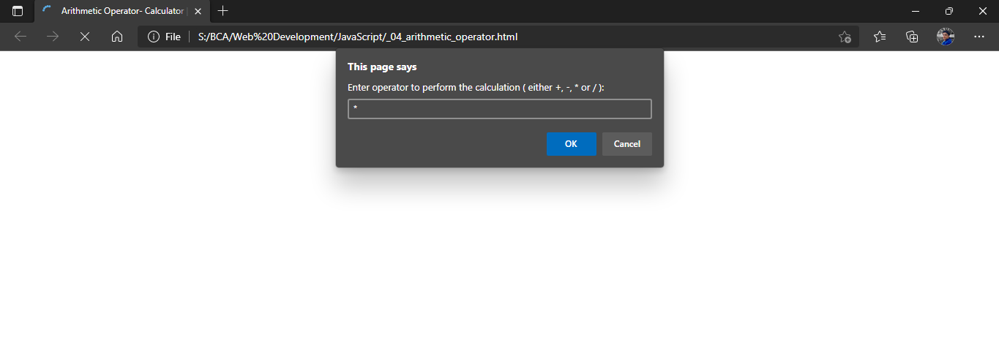 Arithmetic Operator- Calculator |
File
S:/BCA/Web%20Development/JavaScript/_04_arithmetic_operator.html
This page says
Enter operator to perform the calculation ( either +, -, * or / ):
*
OK
Cancel